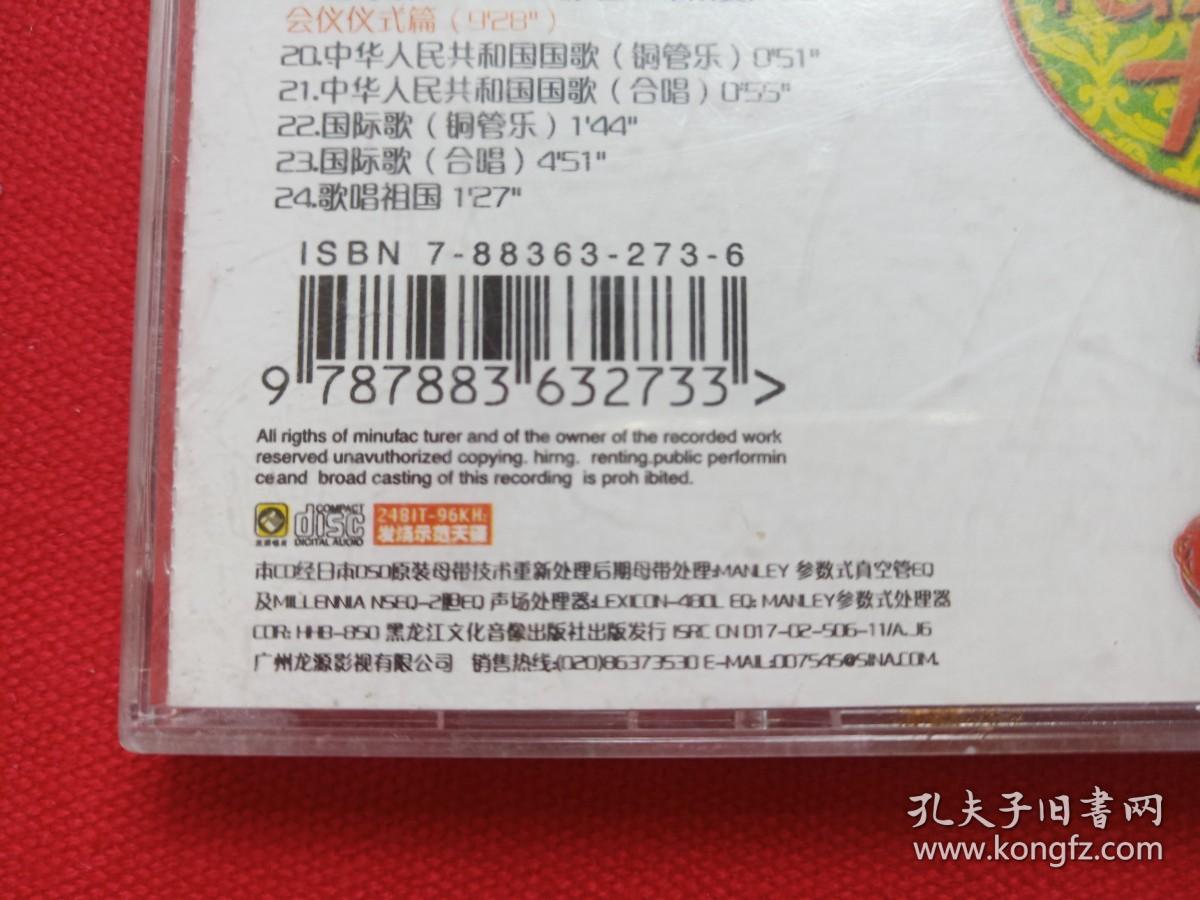 会仪仪式篇（9'28"）
20.中华人民共和国国歌（铜管乐）0'51"
21.中华人民共和国国歌（合唱）0'55"
22.国际歌（铜管乐）1'44"
23.国际歌（合唱）4'51"
24.歌唱祖国 1'27"
ISBN 7-88363-273-6
9 787883 632733 >
All rigths of minufac turer and of the owner of the recorded work
reserved unavuthorized copying. hirng. renting.public performin
ce and broad casting of this recording is proh ibited.
COMPACT
disc
DIGITAL AUDIO
24BIT-96KHz
发烧示范天碟
本CD经日本DSD原装母带技术重新处理后期母带处理:MANLEY 参数式真空管EQ
及MILLENNIA NSEQ-2胆EQ 声场处理器:LEXICON-480L EQ: MANLEY参数式处理器
CDR: HHB-850 黑龙江文化音像出版社出版发行 ISRC CN D17-02-506-11/A.J6
广州龙源影视有限公司 销售热线:(020)86373530 E-MAIL:007545@SINA.COM.
孔夫子旧书网
www.kongfz.com